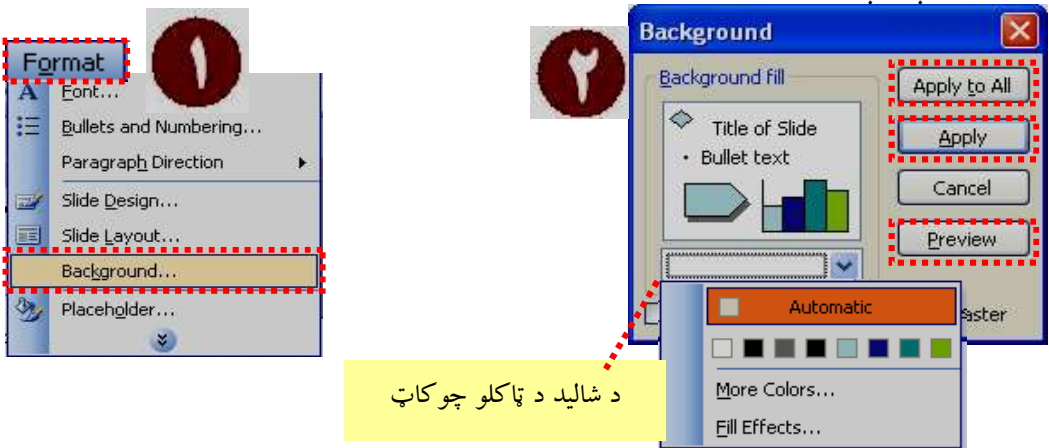 Format
۱
Font...
Bullets and Numbering...
Paragraph Direction
Slide Design...
Slide Layout...
Background...
Placeholder...
۲
Background
Background fill
Title of Slide
• Bullet text
Apply to All
Apply
Cancel
Preview
Automatic
More Colors...
Fill Effects...
د شالید د ټاکلو چوکاټ